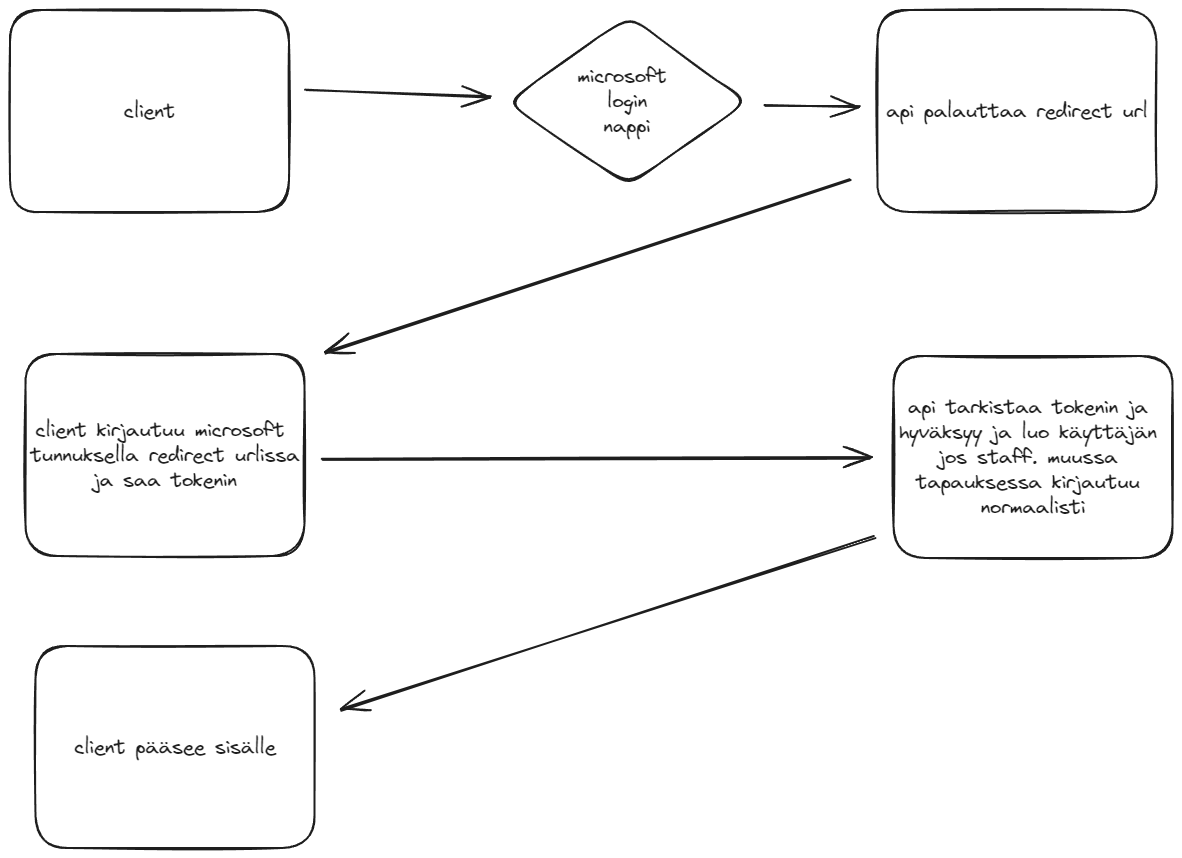 client
microsoft
login
nappi
api palauttaa redirect url
client kirjautuu microsoft
tunnuksella redirect urlissa
ja saa tokenin
api tarkistaa tokenin ja
hyväksyy ja luo käyttäjän
jos staff. muussa
tapauksessa kirjautuu
normaalisti
client pääsee sisälle